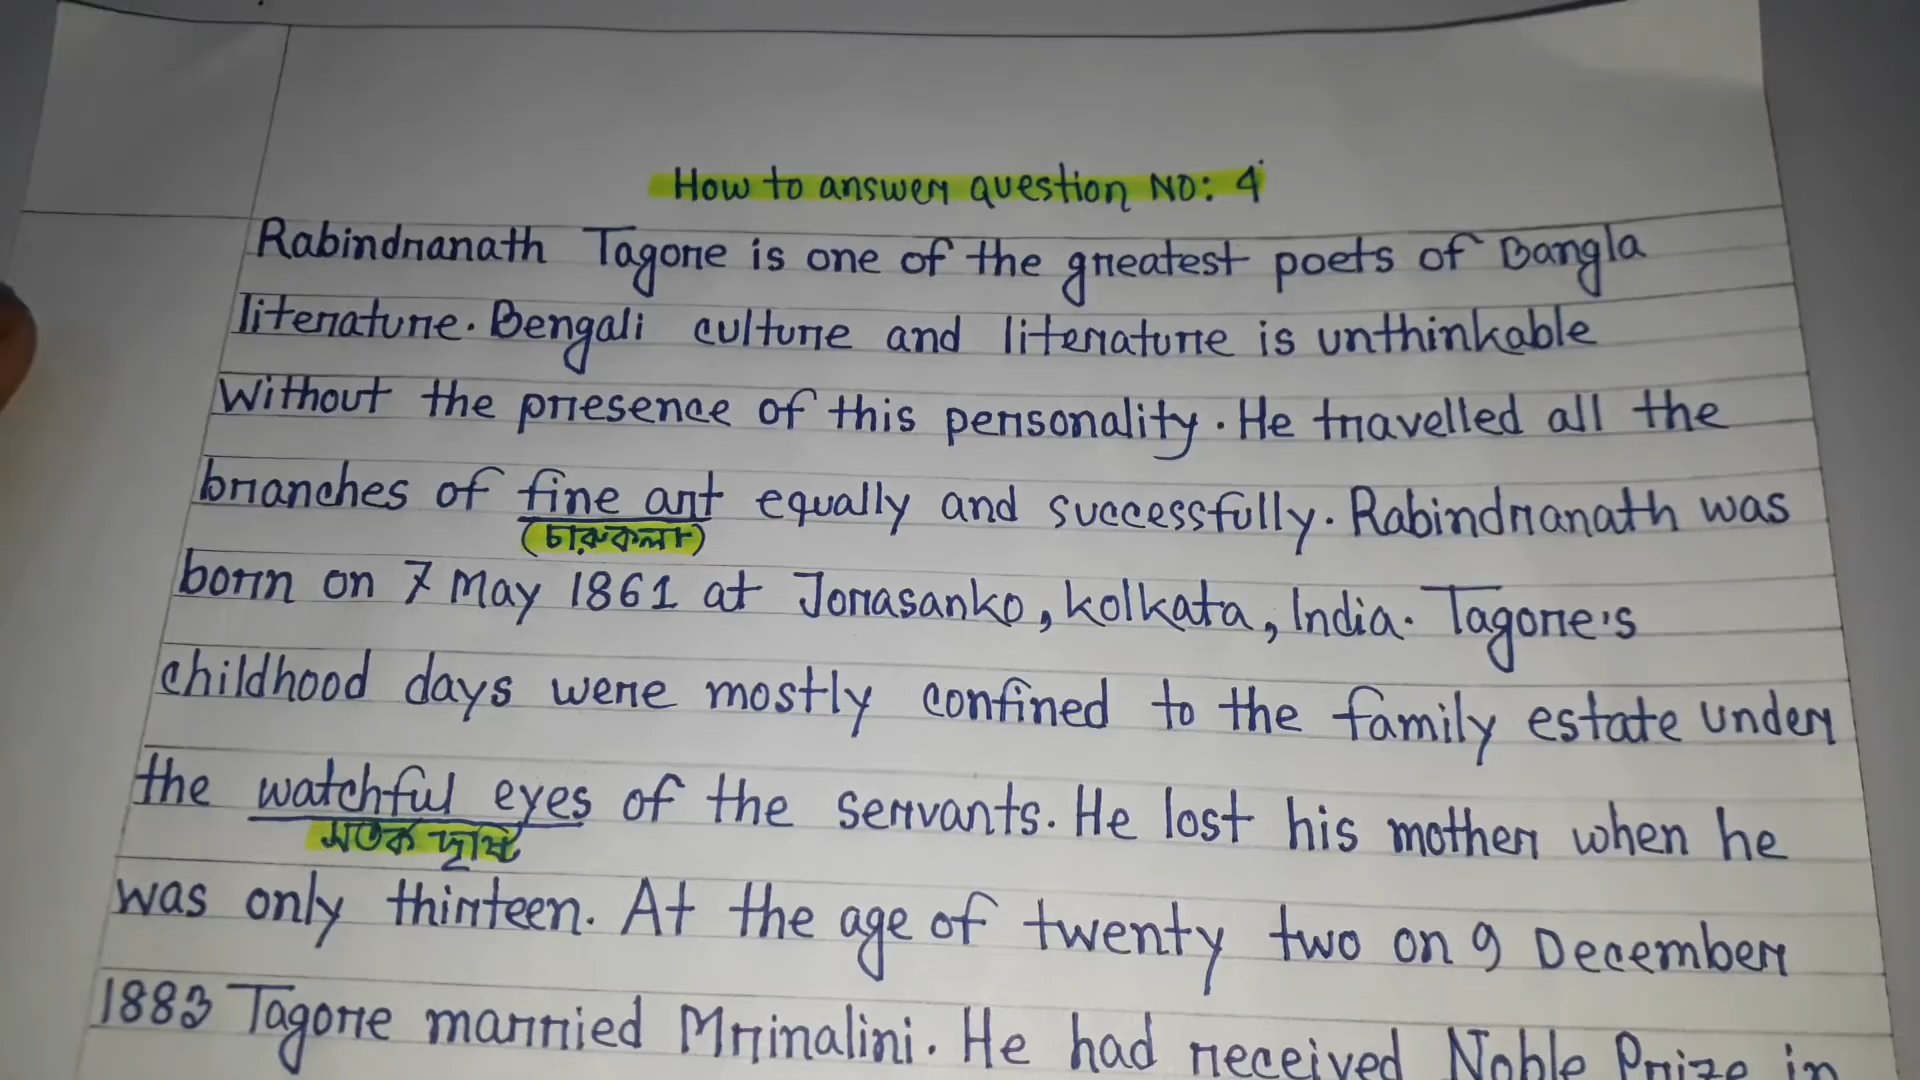 How to answer question NO: 4
Rabindranath Tagore is one of the greatest poets of Bangla
literature. Bengali culture and literature is unthinkable
Without the presence of this personality. He travelled all the
branches of fine art equally and successfully. Rabindranath was
(চারুকলা)
born on 7 May 1861 at Jorasanko, Kolkata, India. Tagore's
childhood days were mostly confined to the family estate under
the watchful eyes of the servants. He lost his mother when he
সতর্ক দৃষ্টি
was only thirteen. At the age of twenty two on 9 December
1883 Tagore married Mrinalini. He had received Noble Prize in